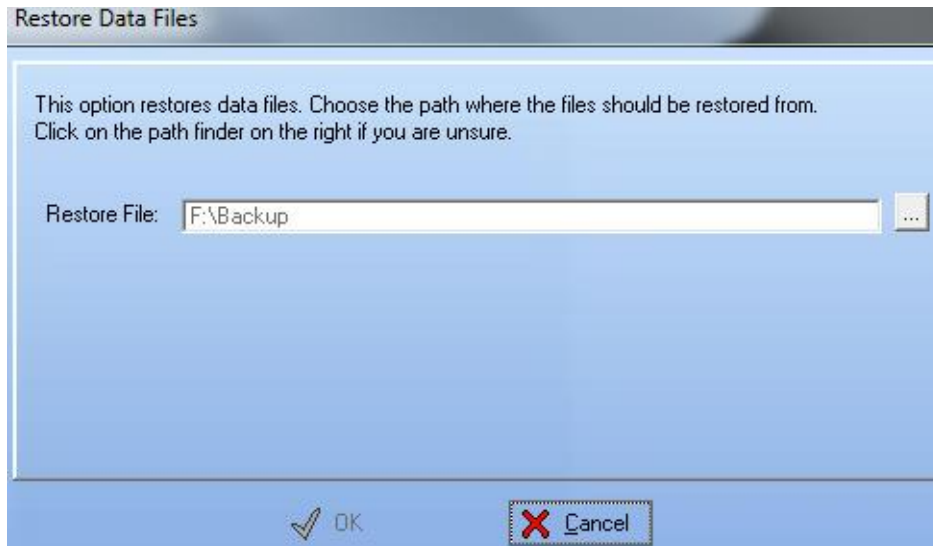 Restore Data Files
This option restores data files. Choose the path where the files should be restored from.
Click on the path finder on the right if you are unsure.
Restore File: F:\Backup ...
OK Cancel